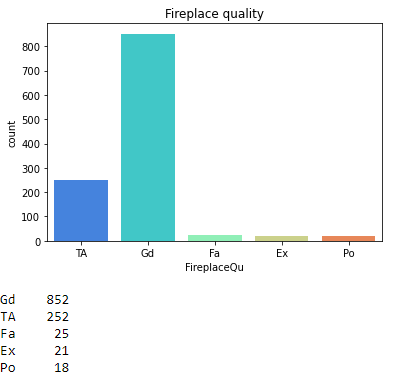 Fireplace quality
800
700
600
500
400
300
200
100
0
count
TA Gd Fa Ex Po
FireplaceQu
Gd 852
TA 252
Fa 25
Ex 21
Po 18